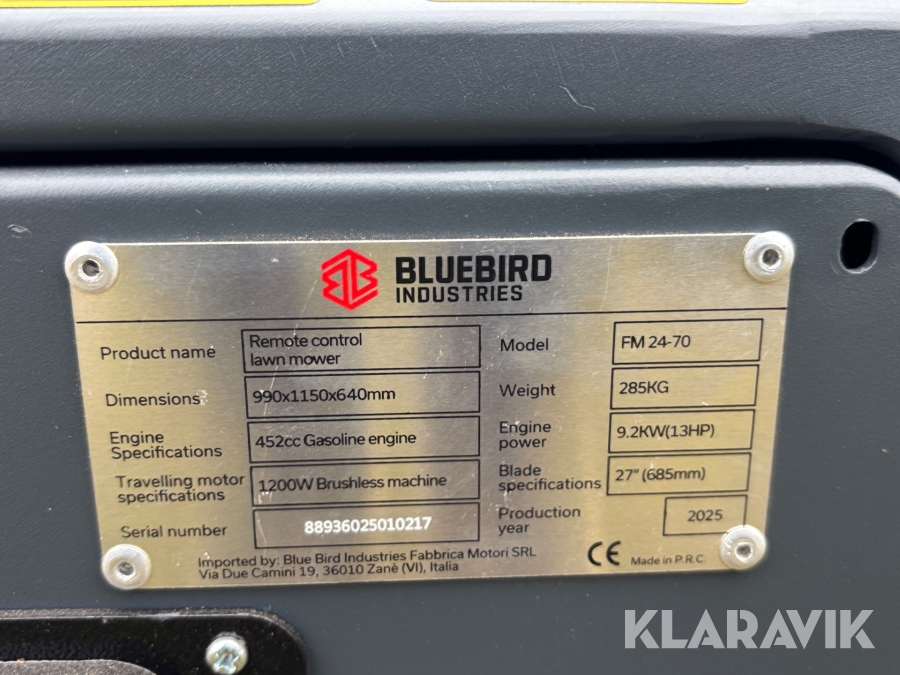 BLUEBIRD
INDUSTRIES
Product name
Remote control
lawn mower
Model
FM 24-70
Dimensions
990x1150x640mm
Weight
285KG
Engine
Specifications
452cc Gasoline engine
Engine
power
9.2KW(13HP)
Travelling motor
specifications
1200W Brushless machine
Blade
specifications
27" (685mm)
Serial number
88936025010217
Production
year
2025
Imported by: Blue Bird Industries Fabbrica Motori SRL
Via Due Camini 19, 36010 Zanè (VI), Italia
CE
Made in P.R.C.
KLARAVIK